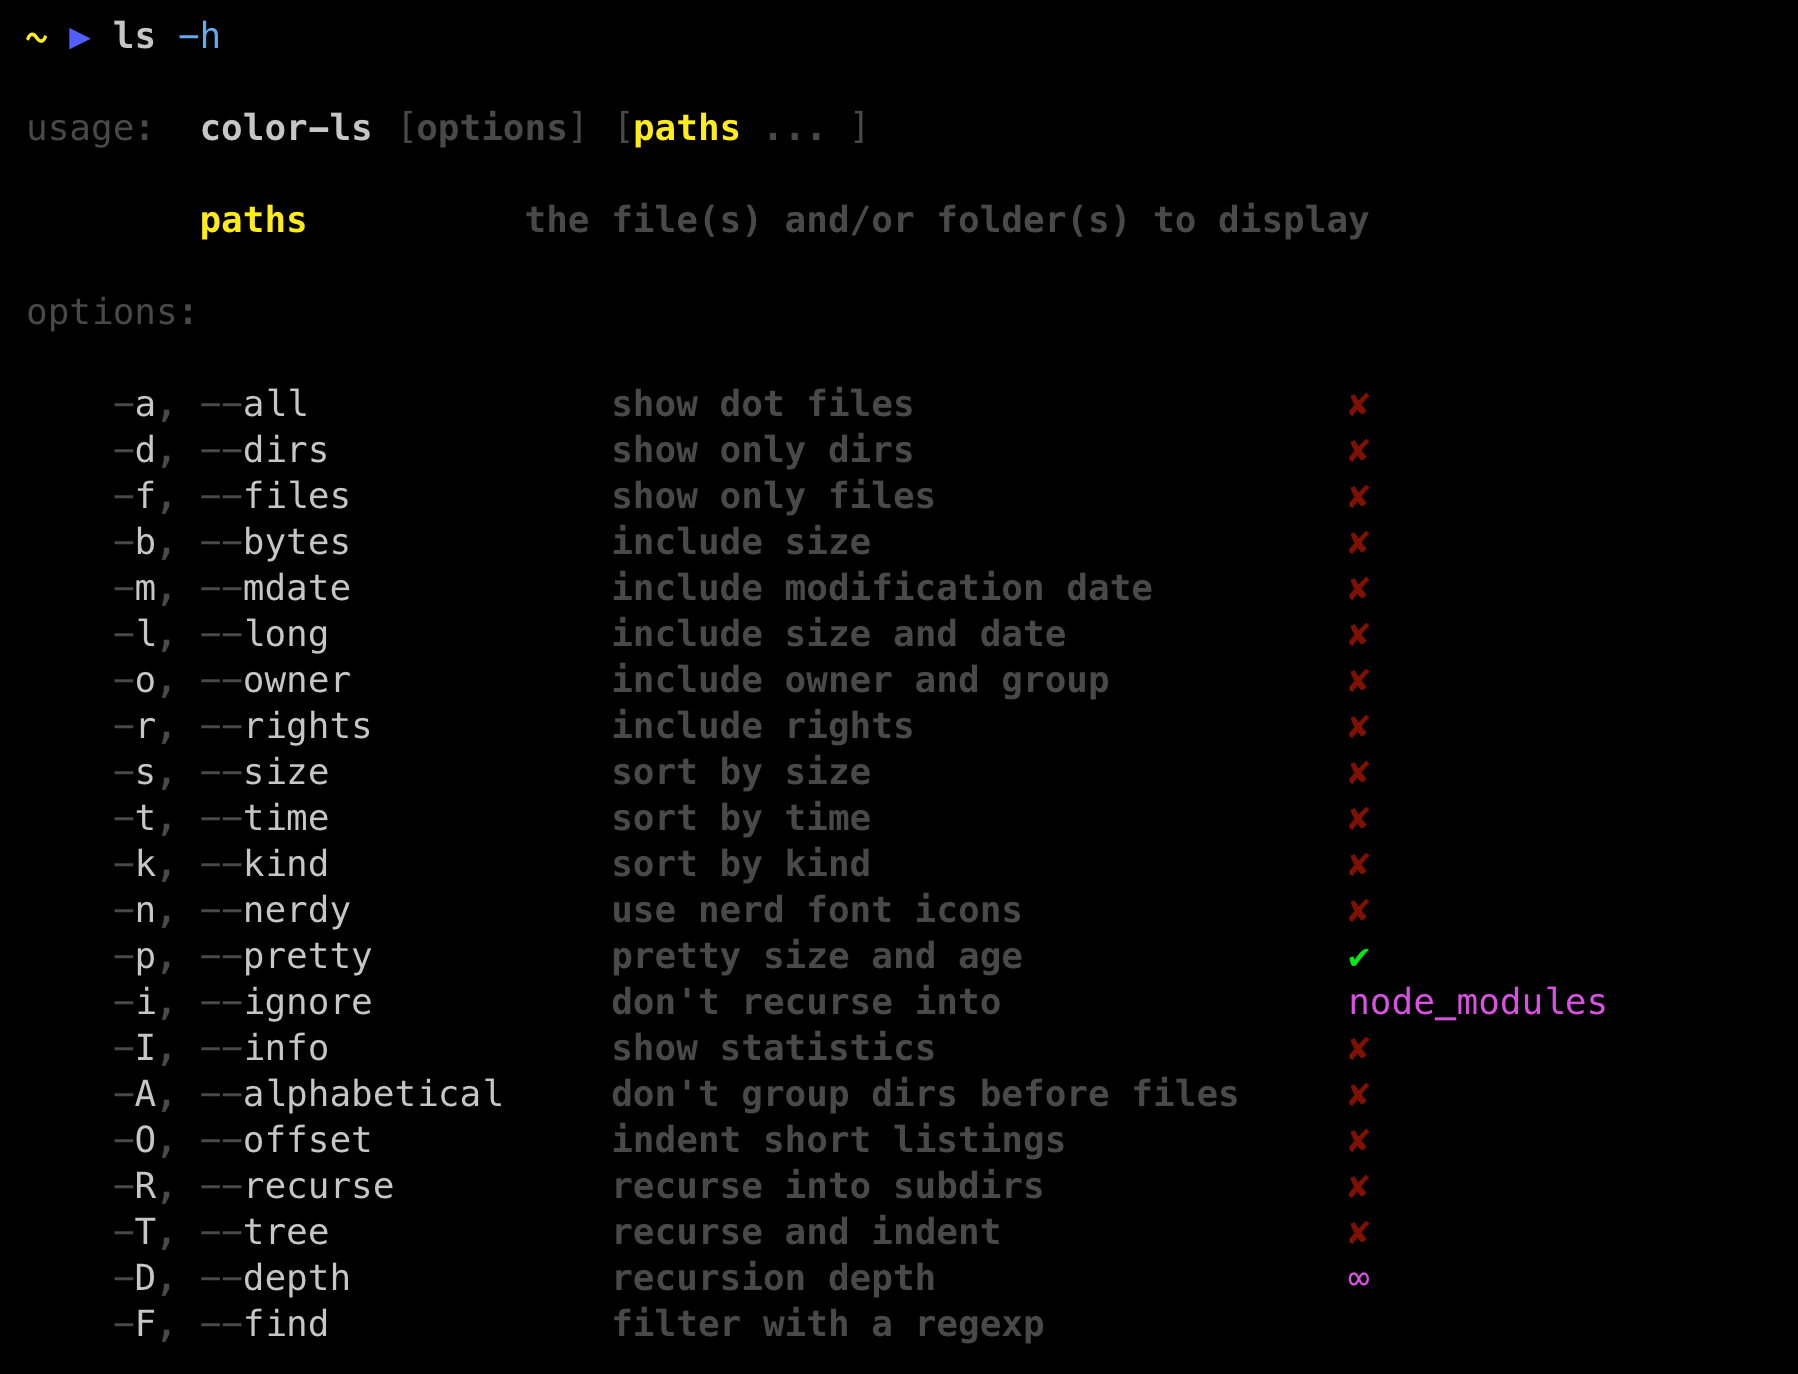 ~ ▶ ls -h
usage: color-ls [options] [paths ... ]
paths the file(s) and/or folder(s) to display
options:
-a, --all show dot files ✘
-d, --dirs show only dirs ✘
-f, --files show only files ✘
-b, --bytes include size ✘
-m, --mdate include modification date ✘
-l, --long include size and date ✘
-o, --owner include owner and group ✘
-r, --rights include rights ✘
-s, --size sort by size ✘
-t, --time sort by time ✘
-k, --kind sort by kind ✘
-n, --nerdy use nerd font icons ✘
-p, --pretty pretty size and age ✔
-i, --ignore don't recurse into node_modules
-I, --info show statistics ✘
-A, --alphabetical don't group dirs before files ✘
-O, --offset indent short listings ✘
-R, --recurse recurse into subdirs ✘
-T, --tree recurse and indent ✘
-D, --depth recursion depth ∞
-F, --find filter with a regexp